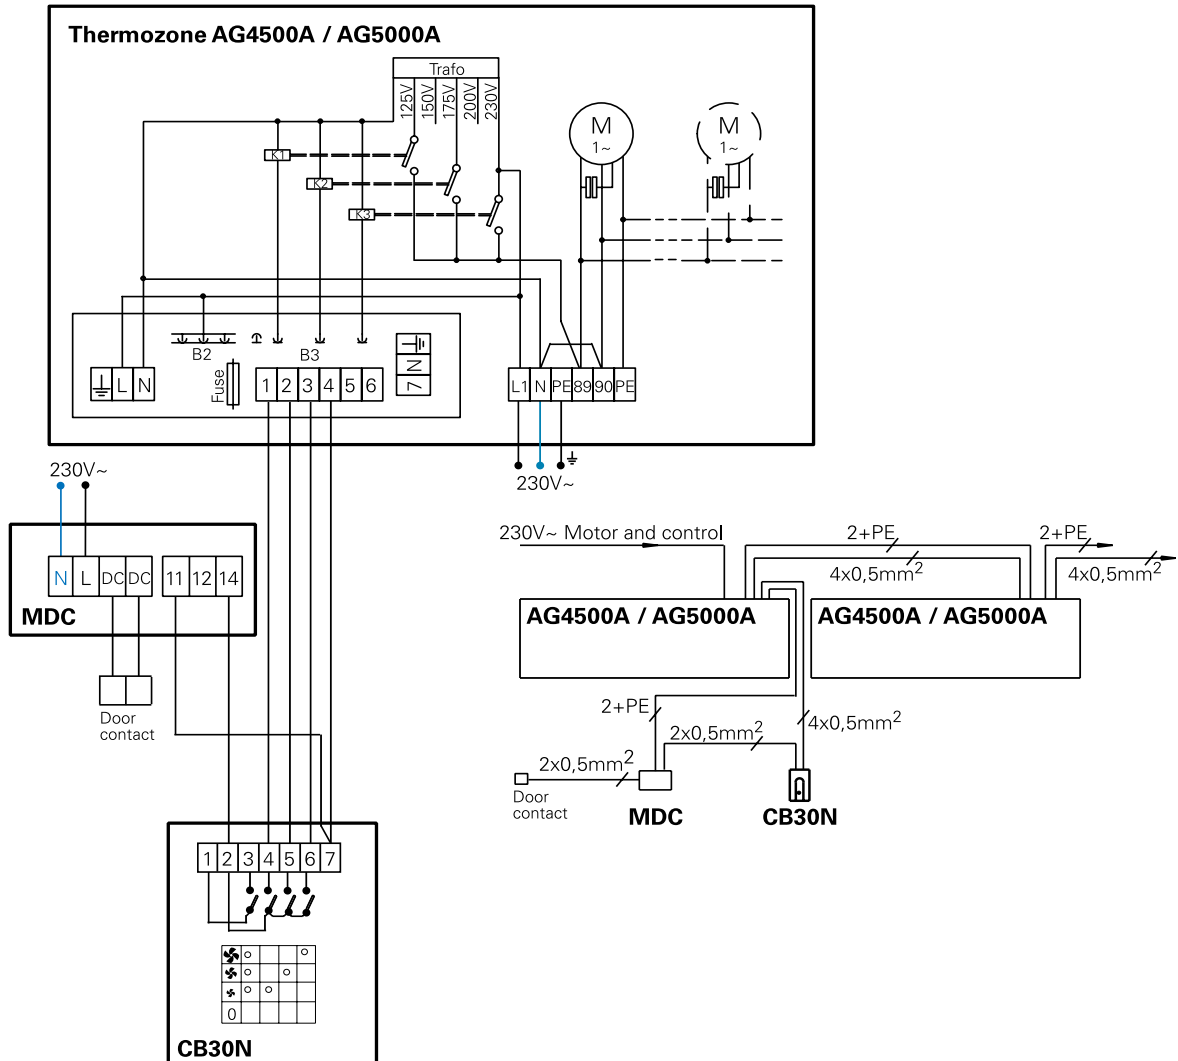 Thermozone AG4500A / AG5000A
Trafo
125V 150V 175V 200V 230V
M
1~
M
1~
K1
K2
K3
B2
B3
L N
Fuse
1 2 3 4 5 6
7 N
L1 N PE 89 90 PE
230V~
230V~
N L DC DC 11 12 14
MDC
Door
contact
1 2 3 4 5 6 7
0
CB30N
230V~ Motor and control
2+PE
4x0,5mm²
2+PE
4x0,5mm²
AG4500A / AG5000A
AG4500A / AG5000A
2+PE
2x0,5mm²
4x0,5mm²
2x0,5mm²
Door
contact
MDC
CB30N